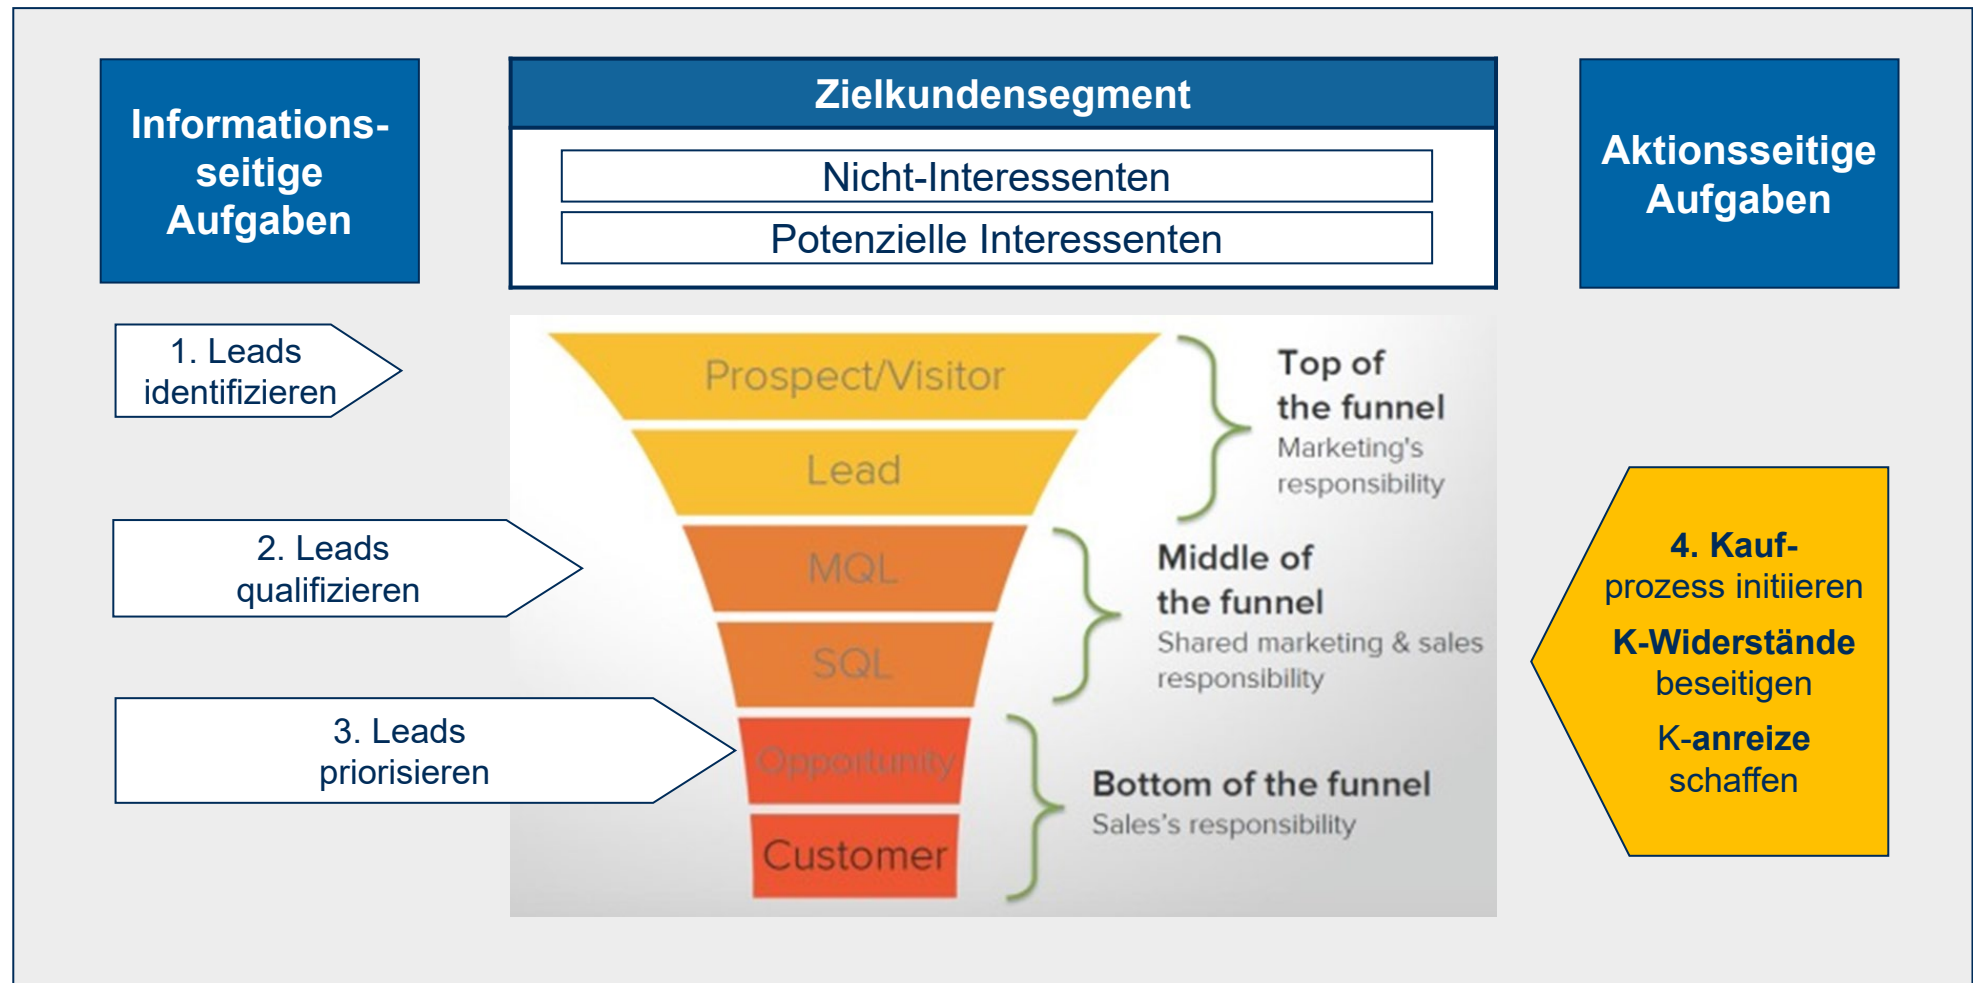 Informations-
seitige
Aufgaben
Zielkundensegment
Nicht-Interessenten
Potenzielle Interessenten
Aktionsseitige
Aufgaben
1. Leads
identifizieren
2. Leads
qualifizieren
3. Leads
priorisieren
Prospect/Visitor
Lead
MQL
SQL
Opportunity
Customer
Top of
the funnel
Marketing's
responsibility
Middle of
the funnel
Shared marketing & sales
responsibility
Bottom of the funnel
Sales's responsibility
4. Kauf-
prozess initiieren
K-Widerstände
beseitigen
K-anreize
schaffen